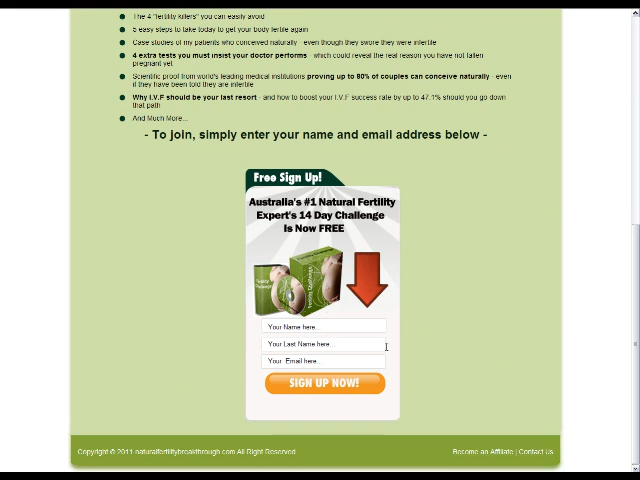 The 4 "fertility killers" you can easily avoid
5 easy steps to take today to get your body fertile again
Case studies of my patients who conceived naturally - even though they swore they were infertile
4 extra tests you must insist your doctor performs - which could reveal the real reason you have not fallen
pregnant yet
Scientific proof from world's leading medical institutions proving up to 80% of couples can conceive naturally - even
if they have been told they are infertile
Why I.V.F should be your last resort - and how to boost your I.V.F success rate by up to 47.1% should you go down
that path
And Much More...
- To join, simply enter your name and email address below -
Free Sign Up!
Australia's #1 Natural Fertility
Expert's 14 Day Challenge
Is Now FREE
Fertility Challenge
Your Name here...
Your Last Name here...
Your Email here...
SIGN UP NOW!
Copyright © 2011 naturalfertilitybreakthrough.com All Right Reserved
Become an Affiliate | Contact Us